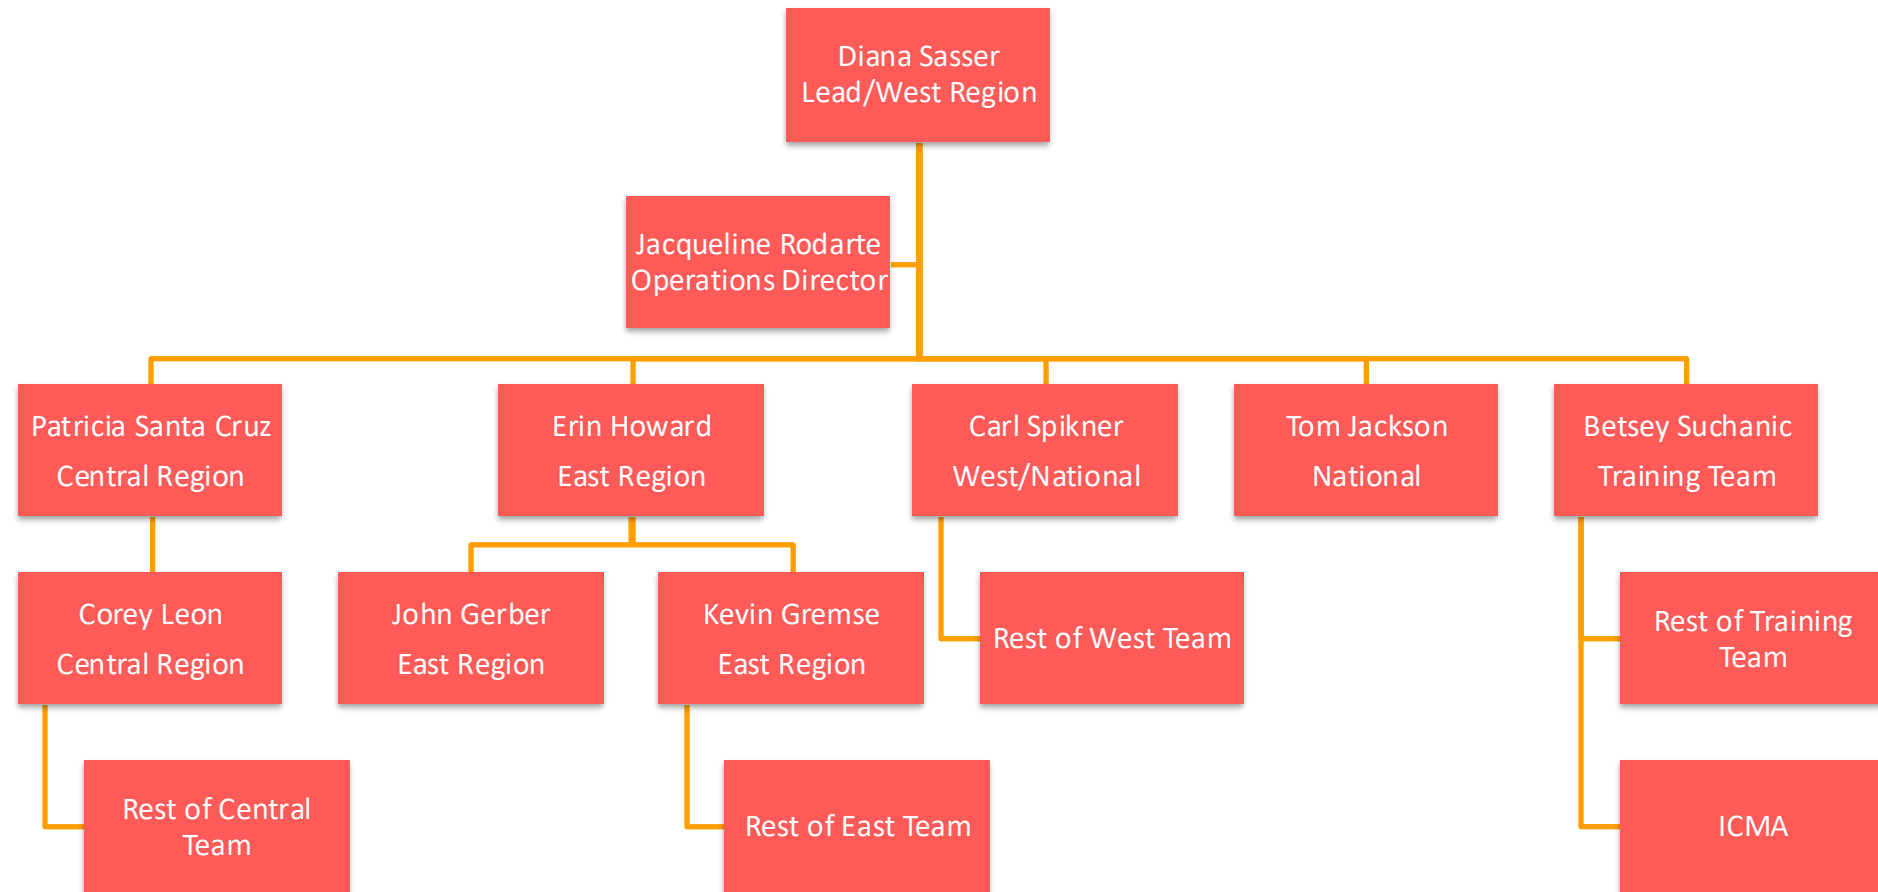 Diana Sasser
Lead/West Region
Jacqueline Rodarte
Operations Director
Patricia Santa Cruz
Central Region
Erin Howard
East Region
Carl Spikner
West/National
Tom Jackson
National
Betsey Suchanic
Training Team
Corey Leon
Central Region
John Gerber
East Region
Kevin Gremse
East Region
Rest of West Team
Rest of Training
Team
Rest of Central
Team
Rest of East Team
ICMA